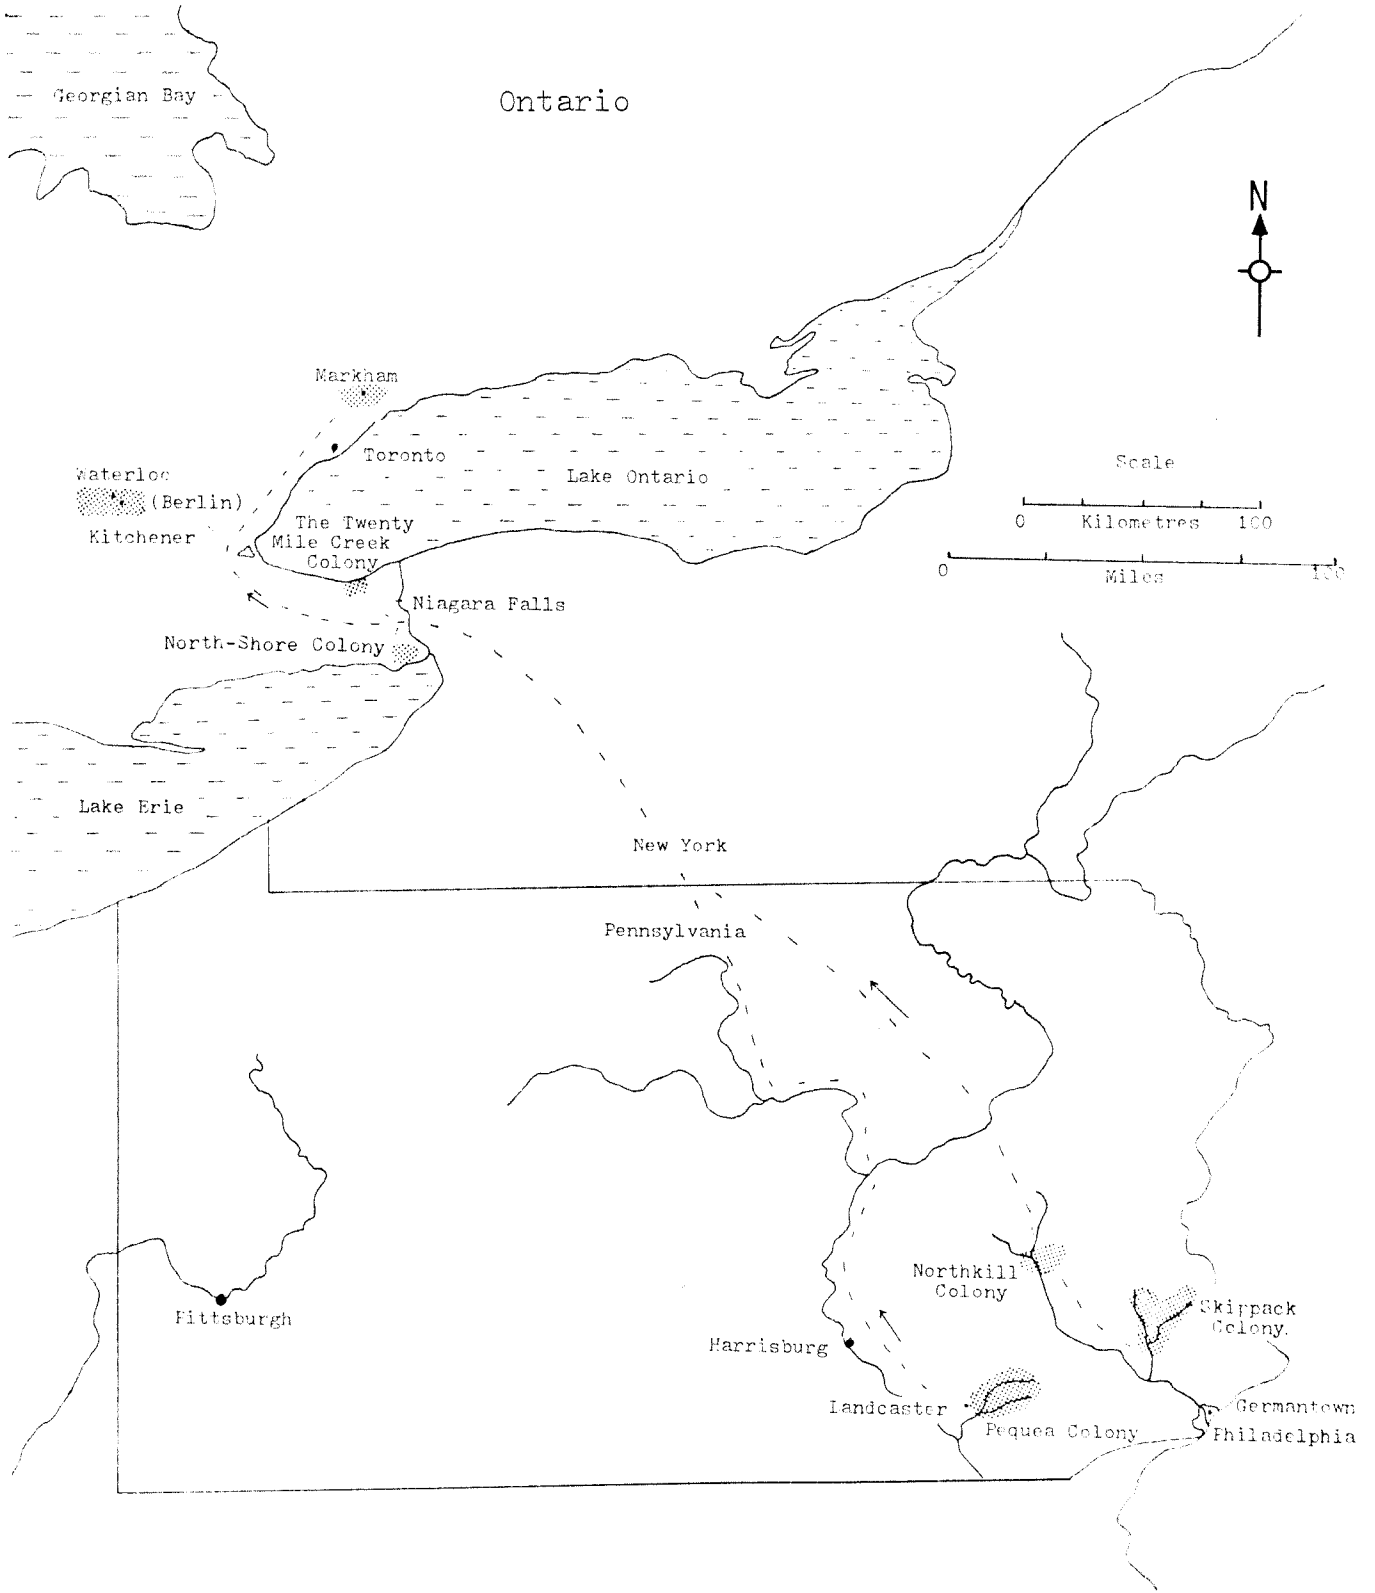 Georgian Bay
Ontario
N
Markham
Toronto
Lake Ontario
Scale
Waterloo
(Berlin)
Kitchener
0 Kilometres 100
The Twenty
Mile Creek
Colony
0 Miles 100
Niagara Falls
North-Shore Colony
Lake Erie
New York
Pennsylvania
Northkill
Colony
Pittsburgh
Skippack
Colony.
Harrisburg
Landcaster
Pequea Colony
Germantown
Philadelphia